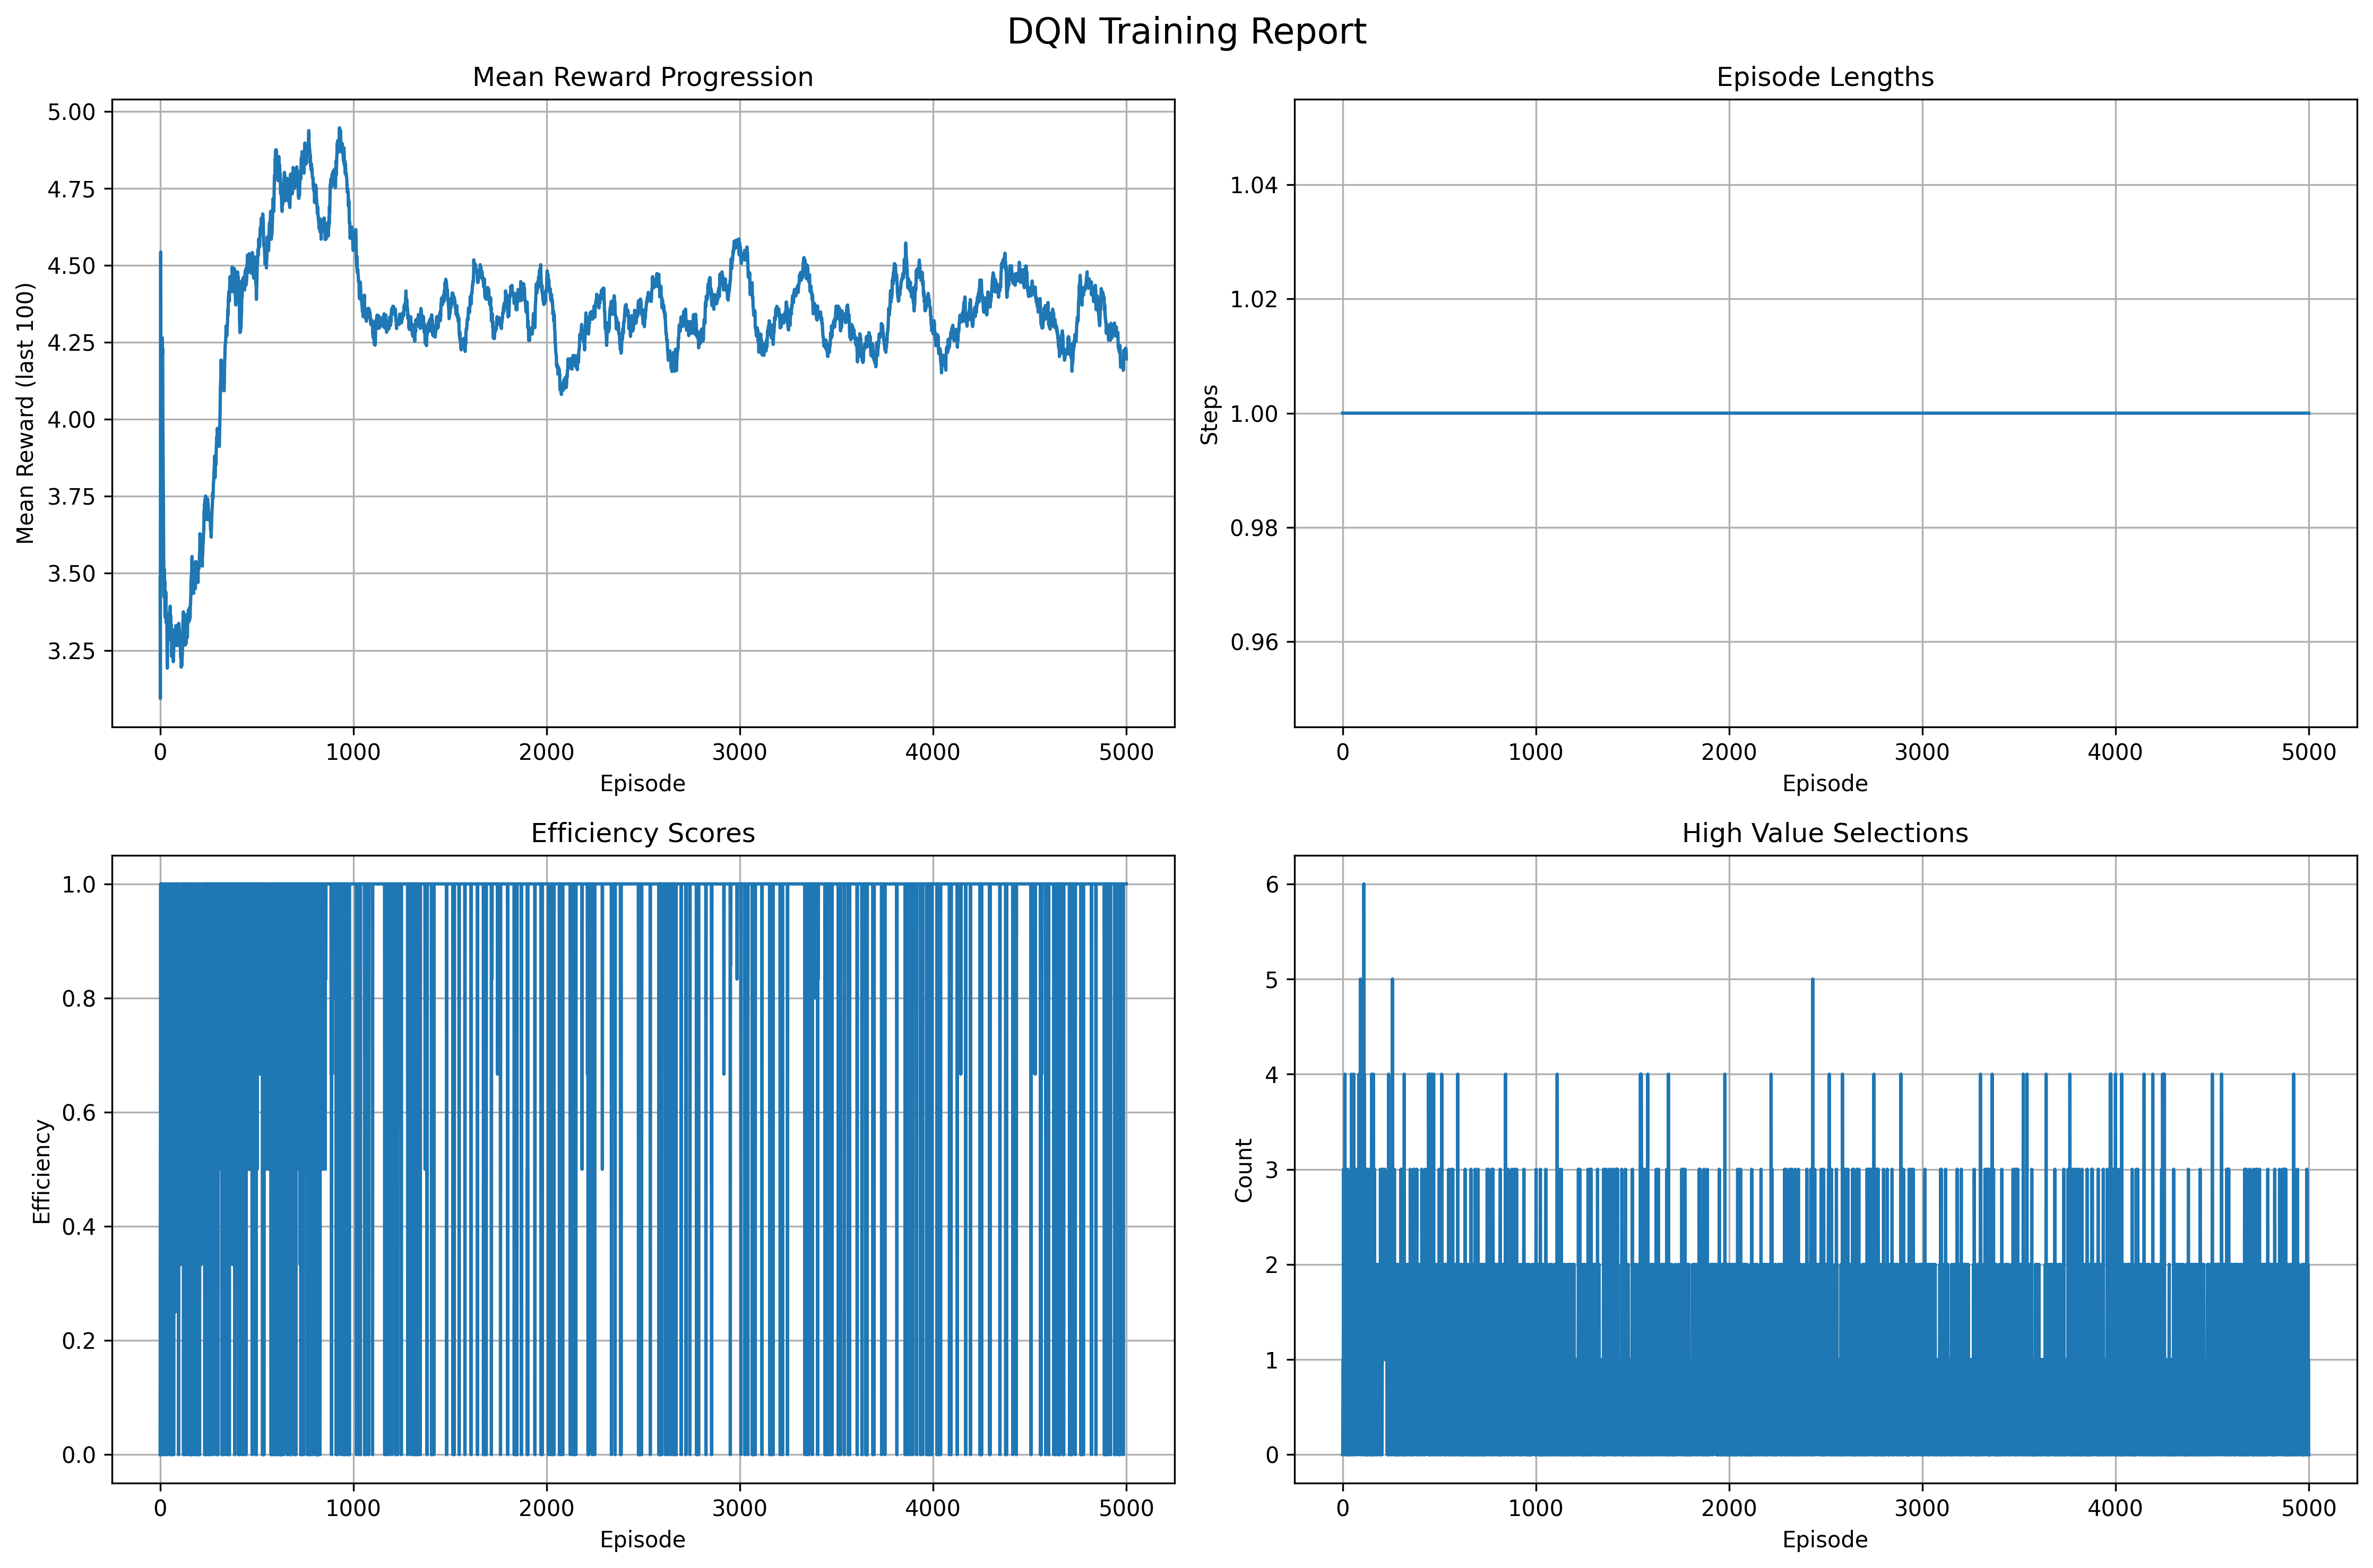 DQN Training Report
Mean Reward Progression
5.00
4.75
4.50
4.25
4.00
3.75
3.50
3.25
Mean Reward (last 100)
0 1000 2000 3000 4000 5000
Episode
Episode Lengths
1.04
1.02
1.00
0.98
0.96
Steps
0 1000 2000 3000 4000 5000
Episode
Efficiency Scores
1.0
0.8
0.6
0.4
0.2
0.0
Efficiency
0 1000 2000 3000 4000 5000
Episode
High Value Selections
6
5
4
3
2
1
0
Count
0 1000 2000 3000 4000 5000
Episode